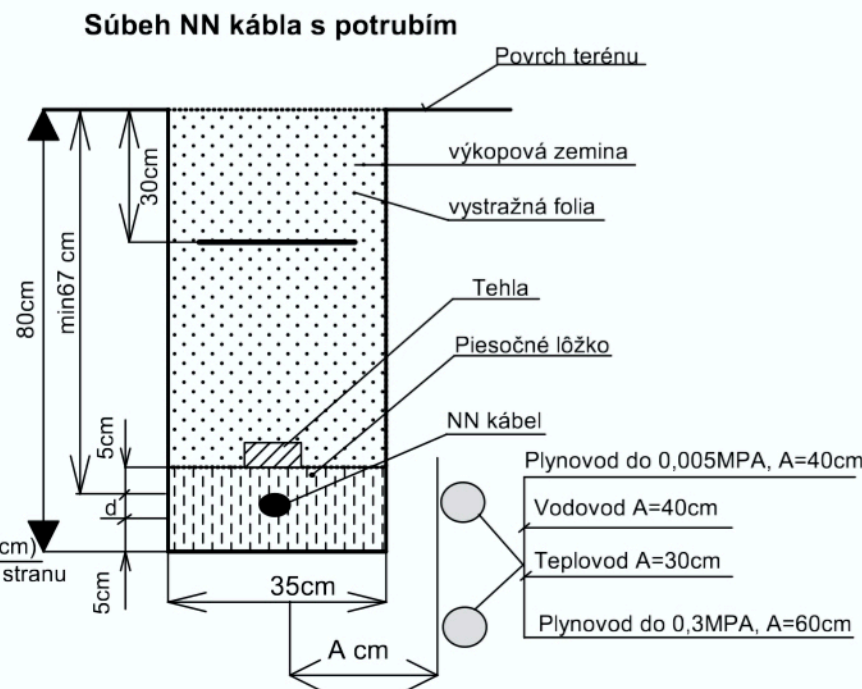 Súbeh NN kábla s potrubím
Povrch terénu
výkopová zemina
30cm
vystražná folia
80cm
min67 cm
Tehla
Piesočné lôžko
5cm
NN kábel
Plynovod do 0,005MPA, A=40cm
d
Vodovod A=40cm
cm)
stranu
Teplovod A=30cm
5cm
35cm
Plynovod do 0,3MPA, A=60cm
A cm